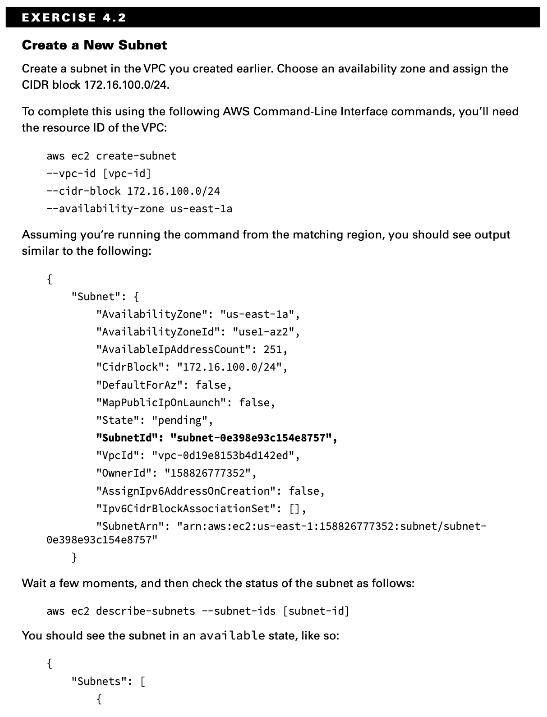 EXERCISE 4.2
Create a New Subnet
Create a subnet in the VPC you created earlier. Choose an availability zone and assign the
CIDR block 172.16.100.0/24.
To complete this using the following AWS Command-Line Interface commands, you'll need
the resource ID of the VPC:
aws ec2 create-subnet
--vpc-id [vpc-id]
--cidr-block 172.16.100.0/24
--availability-zone us-east-1a
Assuming you're running the command from the matching region, you should see output
similar to the following:
{
"Subnet": {
"AvailabilityZone": "us-east-1a",
"AvailabilityZoneId": "use1-az2",
"AvailableIpAddressCount": 251,
"CidrBlock": "172.16.100.0/24",
"DefaultForAz": false,
"MapPublicIpOnLaunch": false,
"State": "pending",
"SubnetId": "subnet-0e398e93c154e8757",
"VpcId": "vpc-0d19e8153b4d142ed",
"OwnerId": "158826777352",
"AssignIpv6AddressOnCreation": false,
"Ipv6CidrBlockAssociationSet": [],
"SubnetArn": "arn:aws:ec2:us-east-1:158826777352:subnet/subnet-
0e398e93c154e8757"
}
Wait a few moments, and then check the status of the subnet as follows:
aws ec2 describe-subnets --subnet-ids [subnet-id]
You should see the subnet in an available state, like so:
{
"Subnets": [
{